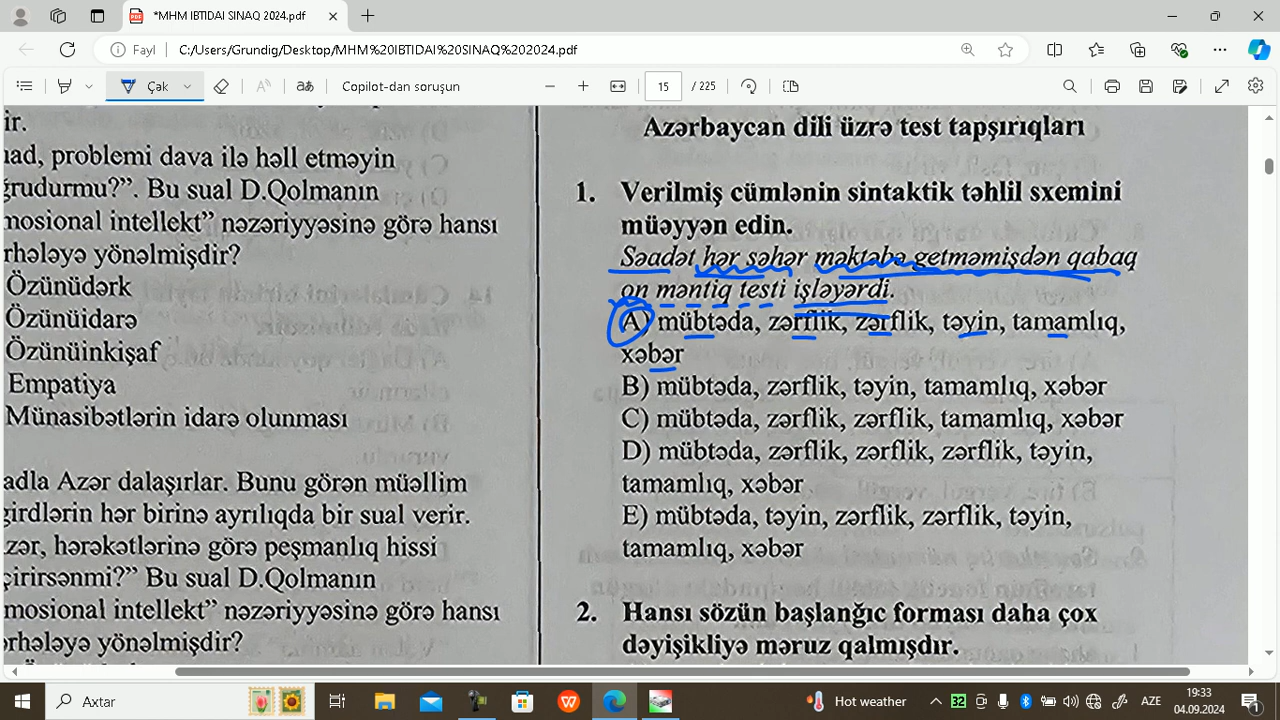 *MHM IBTIDAI SINAQ 2024.pdf
Fayl C:/Users/Grundig/Desktop/MHM%20IBTIDAI%20SINAQ%202024.pdf
Çak Copilot-dan soruşun 15 / 225
ir.
, problemi dava ilə həll etməyin
ğrudurmu?”. Bu sual D.Qolmanın
mosional intellekt” nəzəriyyəsinə görə hansı
rhələyə yönəlmişdir?
Özünüdərk
Özünüidarə
Özünüinkişaf
Empatiya
Münasibətlərin idarə olunması
adla Azər dalaşırlar. Bunu görən müəllim
girdlərin hər birinə ayrılıqda bir sual verir.
zər, hərəkətlərinə görə peşmanlıq hissi
çirirsənmi?” Bu sual D.Qolmanın
mosional intellekt” nəzəriyyəsinə görə hansı
rhələyə yönəlmişdir?
Azərbaycan dili üzrə test tapşırıqları
1. Verilmiş cümlənin sintaktik təhlil sxemini
müəyyən edin.
Səadət hər səhər məktəbə getməmişdən qabaq
on məntiq testi işləyərdi.
A) mübtəda, zərflik, zərflik, təyin, tamamlıq,
xəbər
B) mübtəda, zərflik, təyin, tamamlıq, xəbər
C) mübtəda, zərflik, zərflik, tamamlıq, xəbər
D) mübtəda, zərflik, zərflik, zərflik, təyin,
tamamlıq, xəbər
E) mübtəda, təyin, zərflik, zərflik, təyin,
tamamlıq, xəbər
2. Hansı sözün başlanğıc forması daha çox
dəyişikliyə məruz qalmışdır.
Axtar Hot weather 32 AZE 19:33
04.09.2024